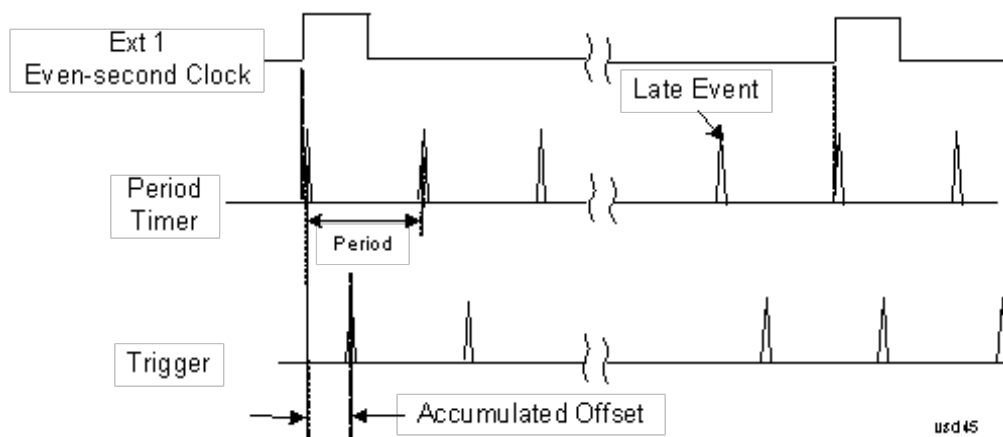 Ext 1
Even-second Clock
Late Event
Period
Timer
Period
Trigger
Accumulated Offset
usd45